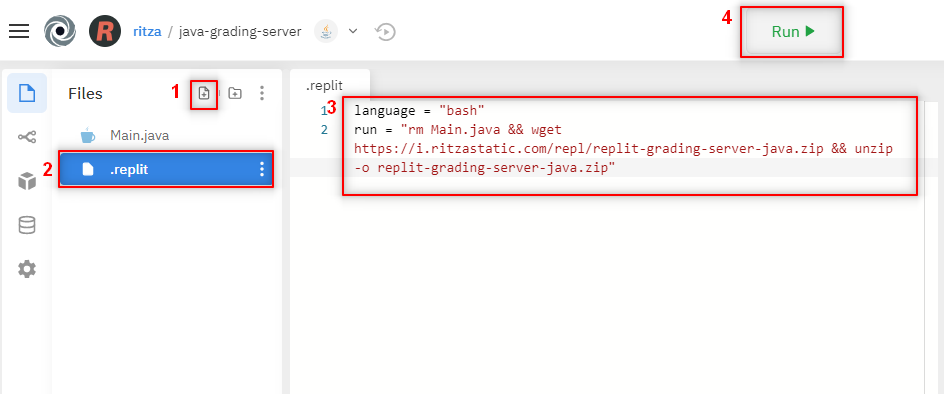 4
R ritza / java-grading-server
Run
Files
1
.replit
3
1 language = "bash"
2 run = "rm Main.java && wget
https://i.ritzastatic.com/repl/replit-grading-server-java.zip && unzip
-o replit-grading-server-java.zip"
Main.java
2 .replit